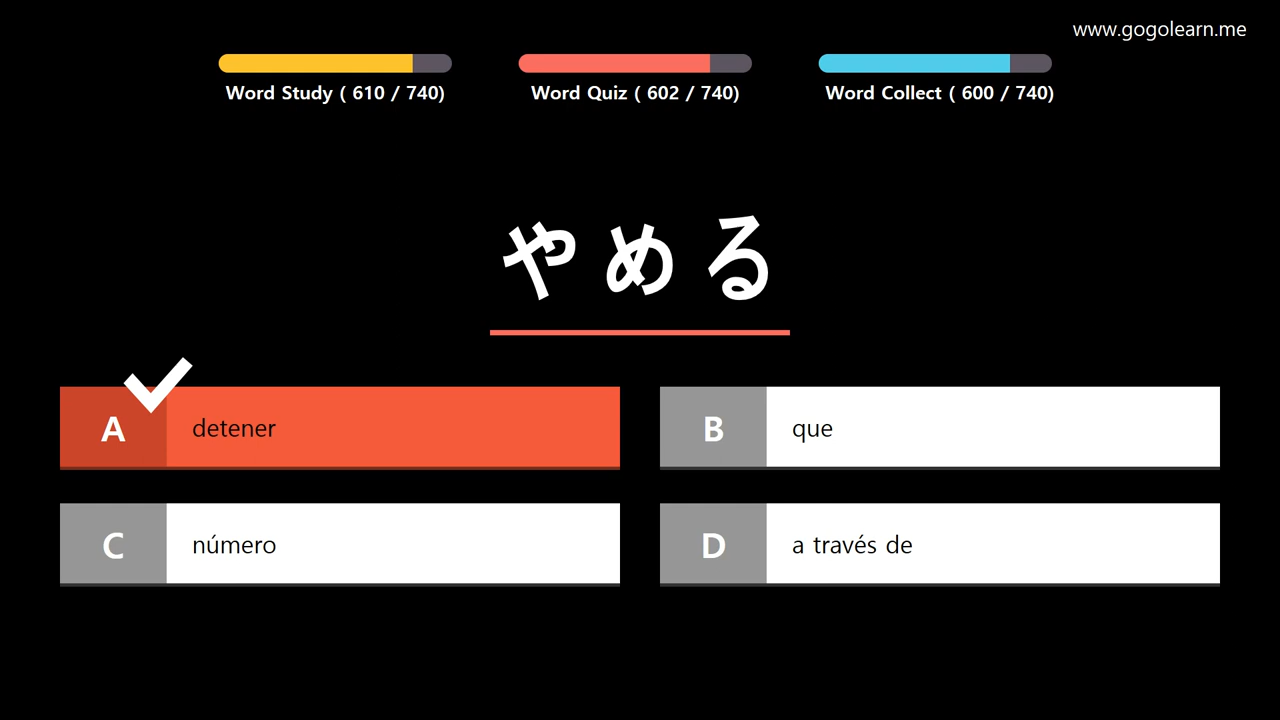 www.gogolearn.me
Word Study ( 610 / 740)
Word Quiz ( 602 / 740)
Word Collect ( 600 / 740)
やめる
A detener
B que
C número
D a través de